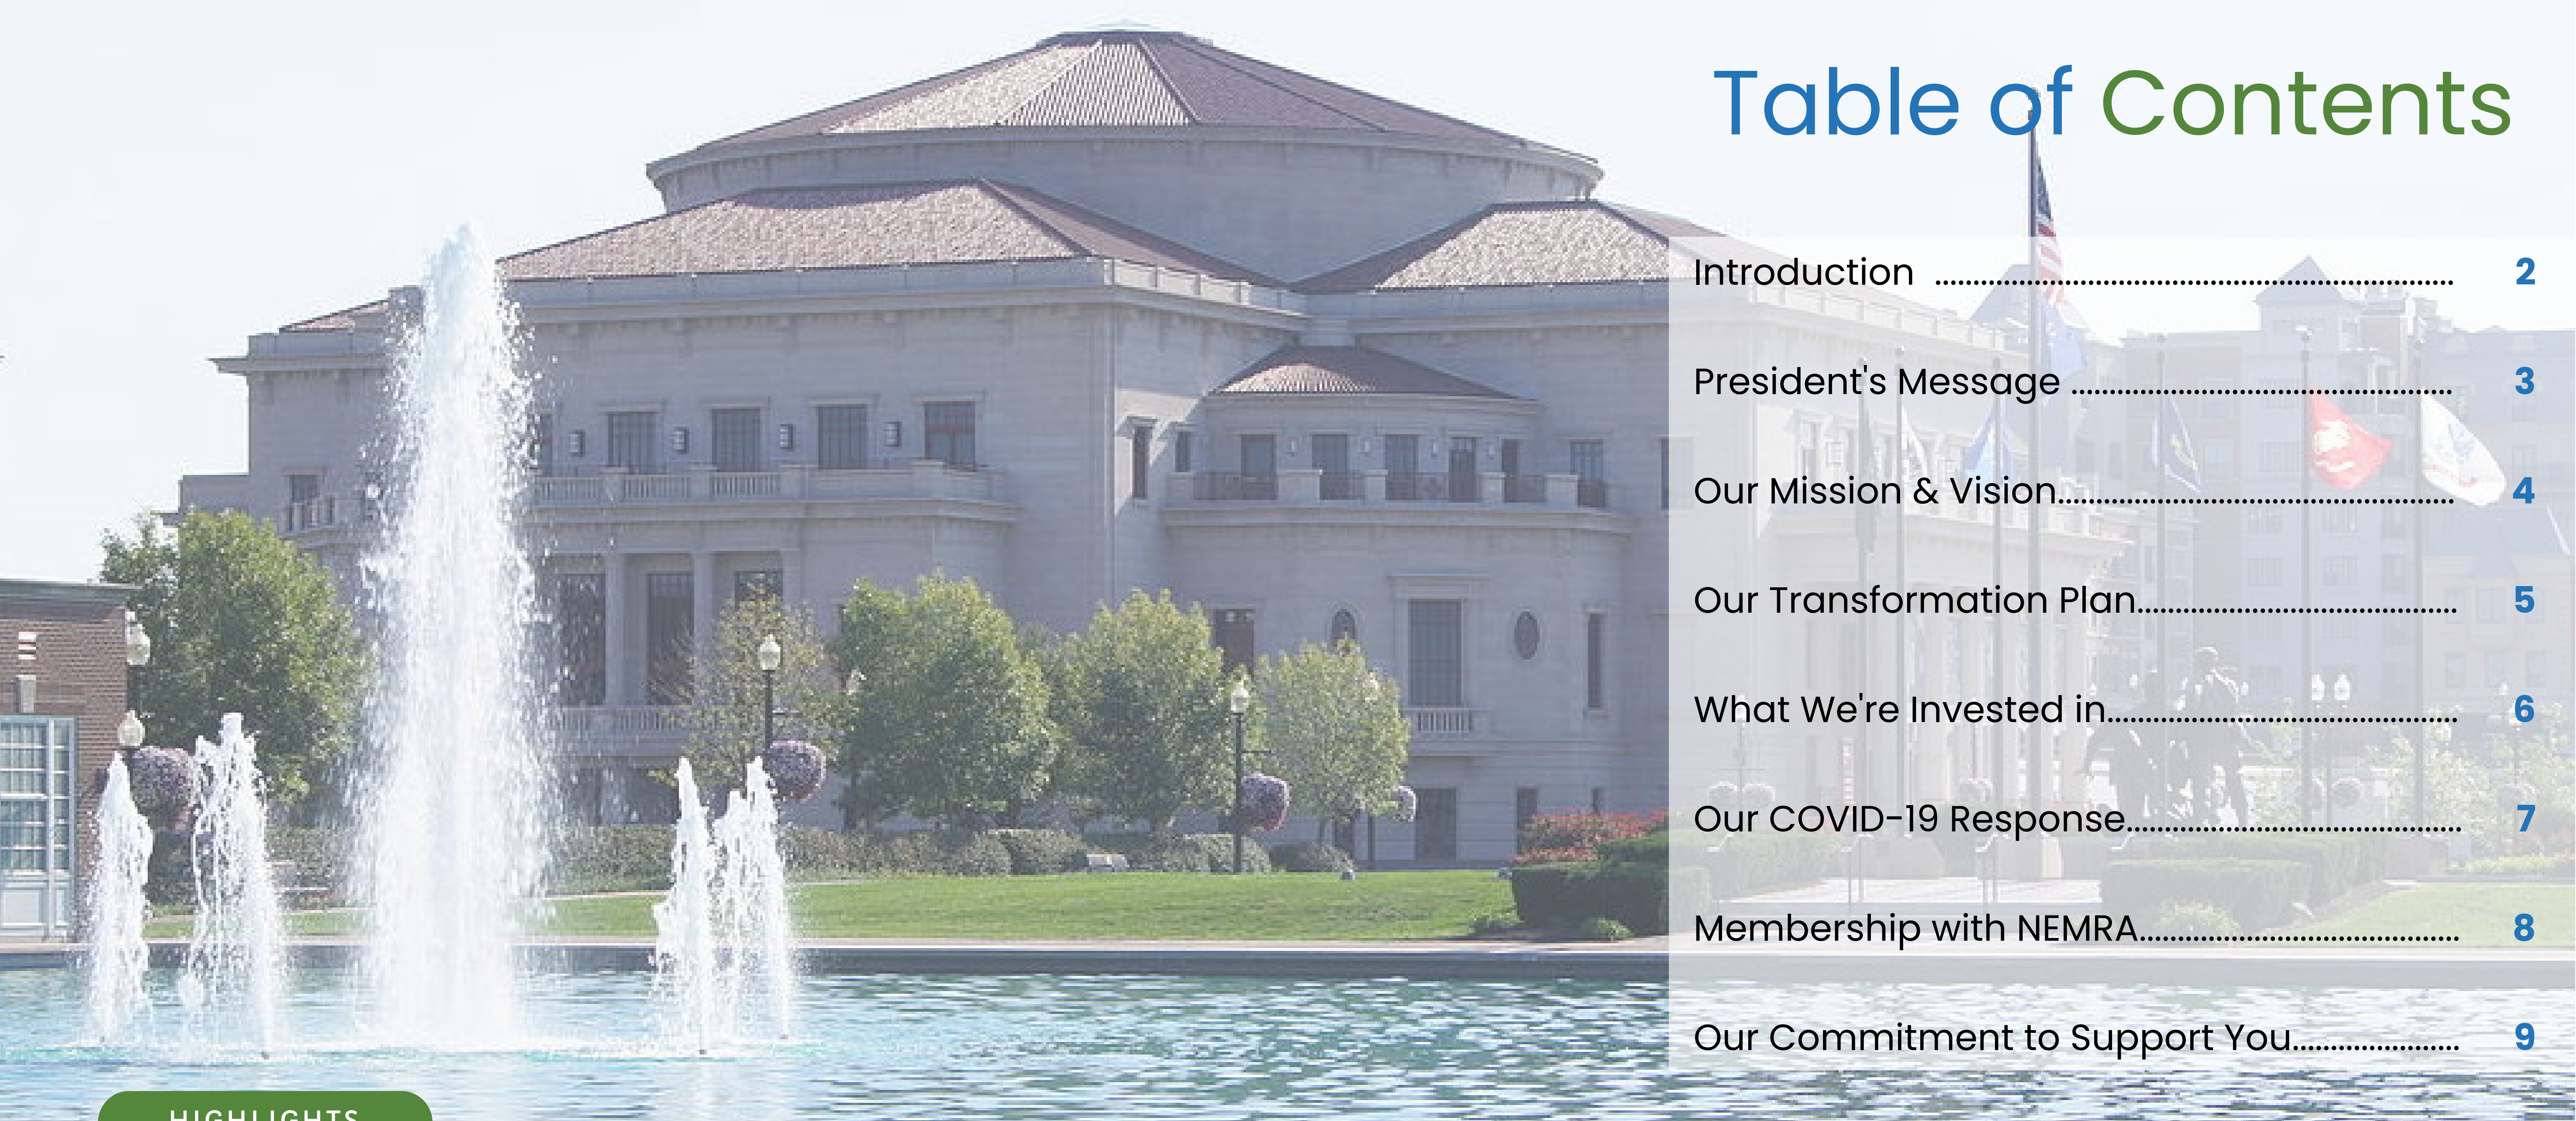 Table of Contents
Introduction ........................................................................ 2
President's Message ..................................................... 3
Our Mission & Vision....................................................... 4
Our Transformation Plan............................................. 5
What We're Invested in................................................. 6
Our COVID-19 Response............................................... 7
Membership with NEMRA............................................. 8
Our Commitment to Support You....................... 9
HIGHLIGHTS